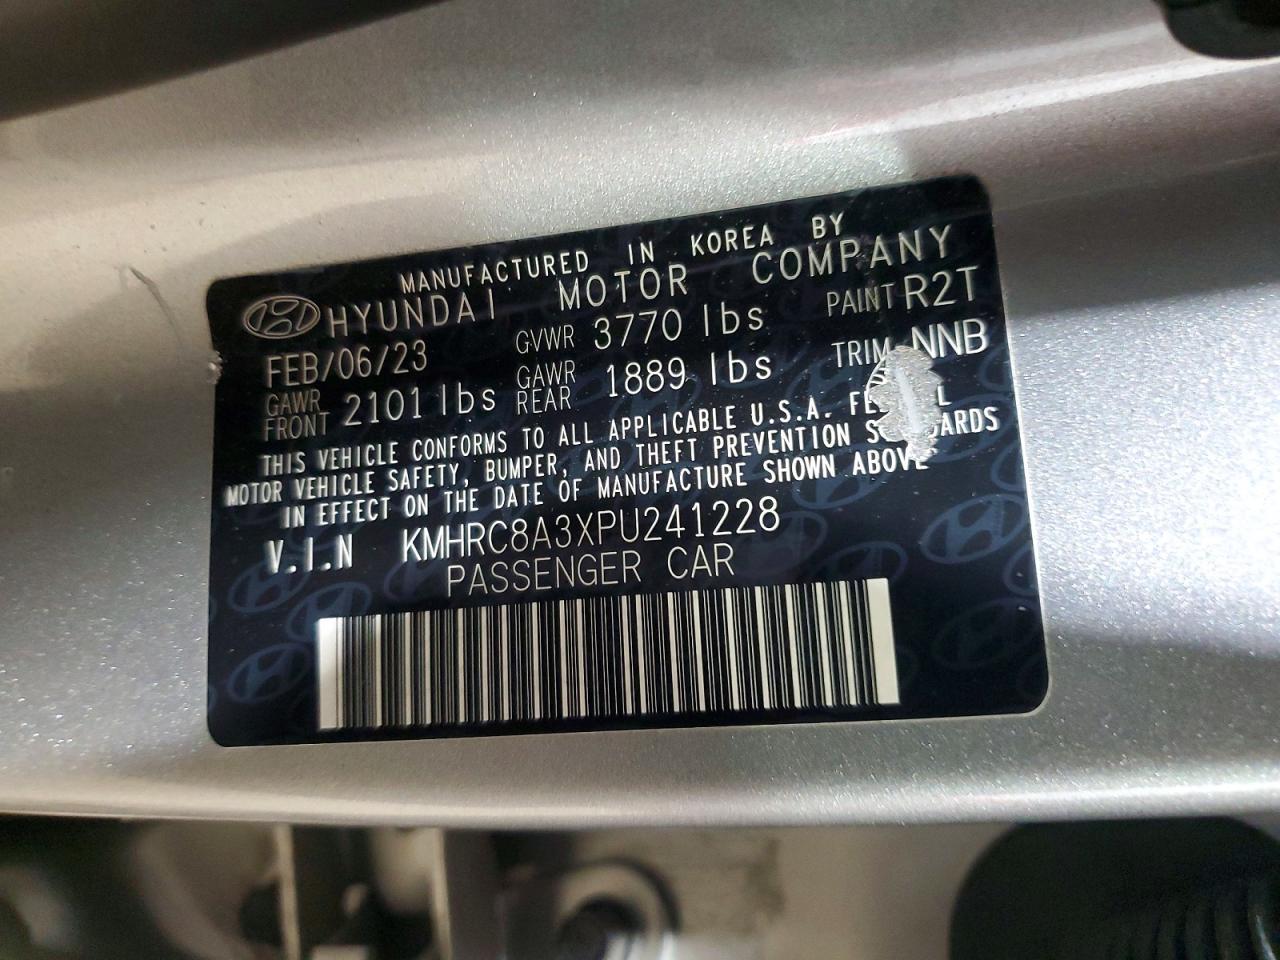 MANUFACTURED IN KOREA BY
HYUNDAI MOTOR COMPANY
FEB/06/23 GVWR 3770 lbs PAINT R2T
GAWR FRONT 2101 lbs GAWR REAR 1889 lbs TRIM NNB
THIS VEHICLE CONFORMS TO ALL APPLICABLE U.S.A.
MOTOR VEHICLE SAFETY, BUMPER, AND THEFT PREVENTION
IN EFFECT ON THE DATE OF MANUFACTURE SHOWN ABOVE
V.I.N KMHRC8A3XPU241228
PASSENGER CAR